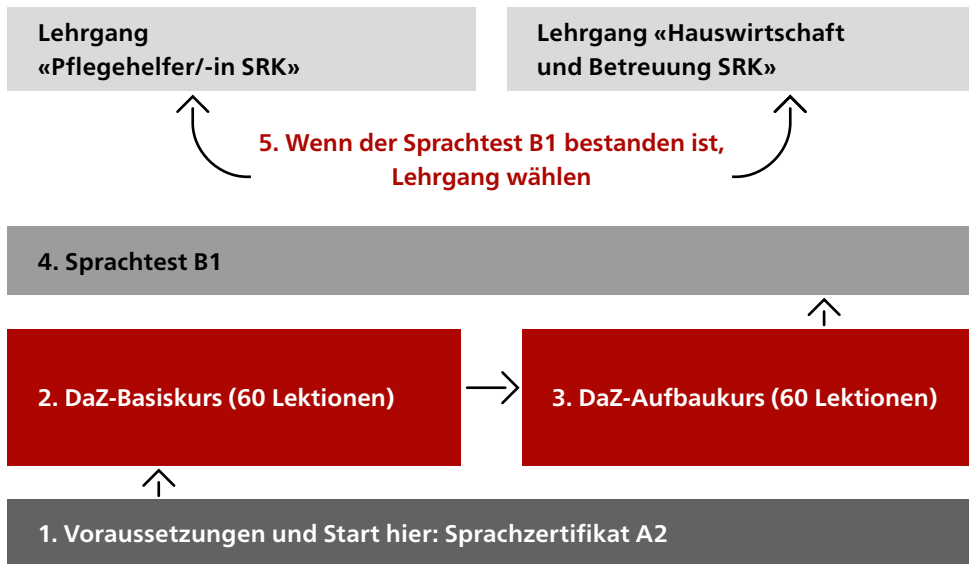 Lehrgang
«Pflegehelfer/-in SRK»
Lehrgang «Hauswirtschaft
und Betreuung SRK»
5. Wenn der Sprachtest B1 bestanden ist,
Lehrgang wählen
4. Sprachtest B1
2. DaZ-Basiskurs (60 Lektionen)
3. DaZ-Aufbaukurs (60 Lektionen)
1. Voraussetzungen und Start hier: Sprachzertifikat A2